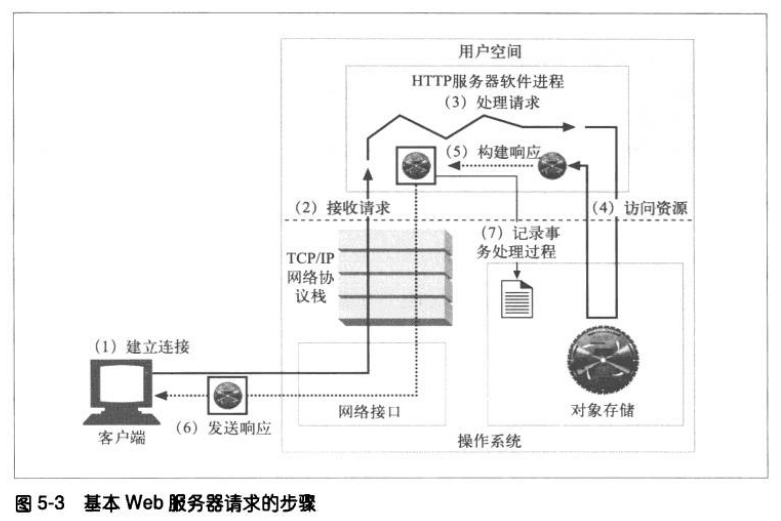 用户空间
HTTP服务器软件进程
(3) 处理请求
(5) 构建响应
(2) 接收请求
(4) 访问资源
(7) 记录事
务处理过程
TCP/IP
网络协
议栈
(1) 建立连接
网络接口
对象存储
(6) 发送响应
客户端
操作系统
图 5-3 基本 Web 服务器请求的步骤